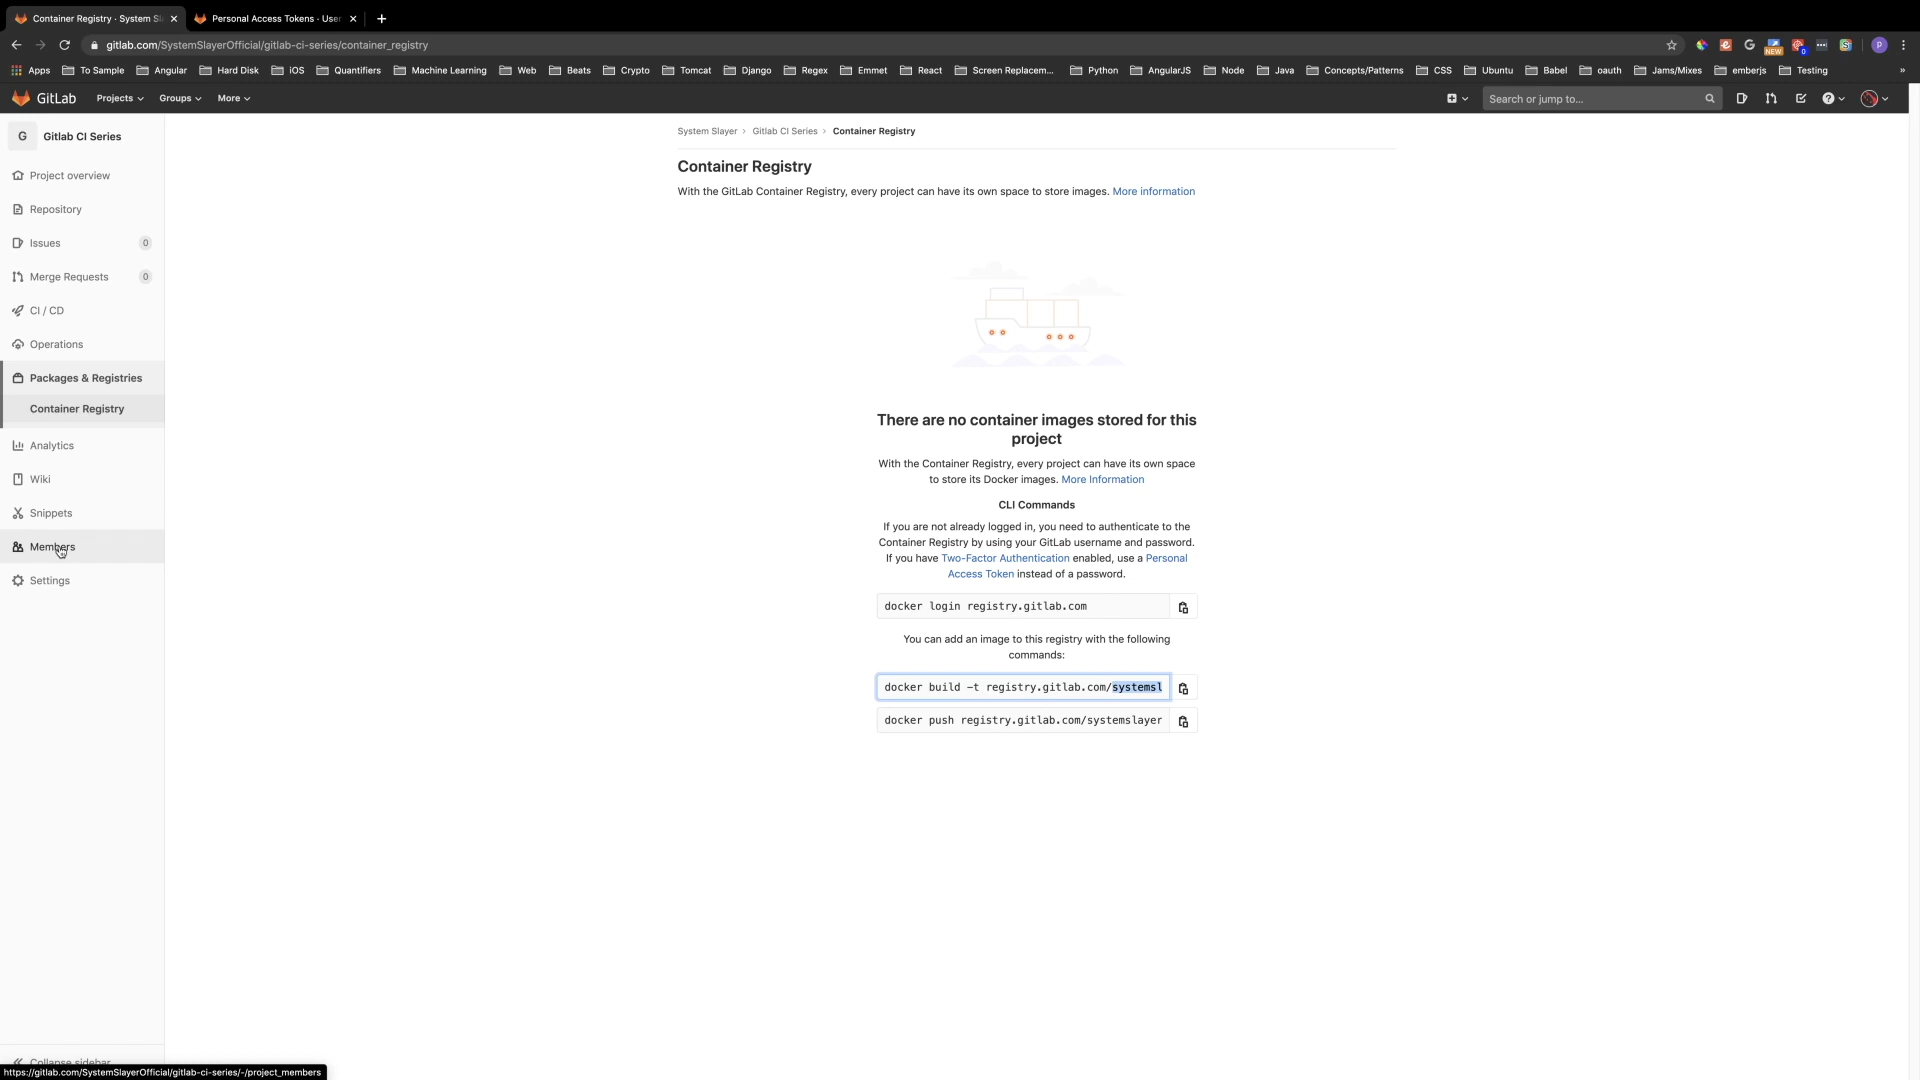 Container Registry · System Sl
Personal Access Tokens · User
gitlab.com/SystemSlayerOfficial/gitlab-ci-series/container_registry
Apps To Sample Angular Hard Disk iOS Quantifiers Machine Learning Web Beats Crypto Tomcat Django Regex Emmet React Screen Replacem... Python AngularJS Node Java Concepts/Patterns CSS Ubuntu Babel oauth Jams/Mixes emberjs Testing »
NEW
0
P
GitLab Projects Groups More Search or jump to...
G Gitlab CI Series
Project overview
Repository
Issues 0
Merge Requests 0
CI / CD
Operations
Packages & Registries
Container Registry
Analytics
Wiki
Snippets
Members
Settings
Collapse sidebar
https://gitlab.com/SystemSlayerOfficial/gitlab-ci-series/-/project_members
System Slayer › Gitlab CI Series › Container Registry
Container Registry
With the GitLab Container Registry, every project can have its own space to store images. More information
There are no container images stored for this
project
With the Container Registry, every project can have its own space
to store its Docker images. More Information
CLI Commands
If you are not already logged in, you need to authenticate to the
Container Registry by using your GitLab username and password.
If you have Two-Factor Authentication enabled, use a Personal
Access Token instead of a password.
docker login registry.gitlab.com
You can add an image to this registry with the following
commands:
docker build -t registry.gitlab.com/systemsl
docker push registry.gitlab.com/systemslayer